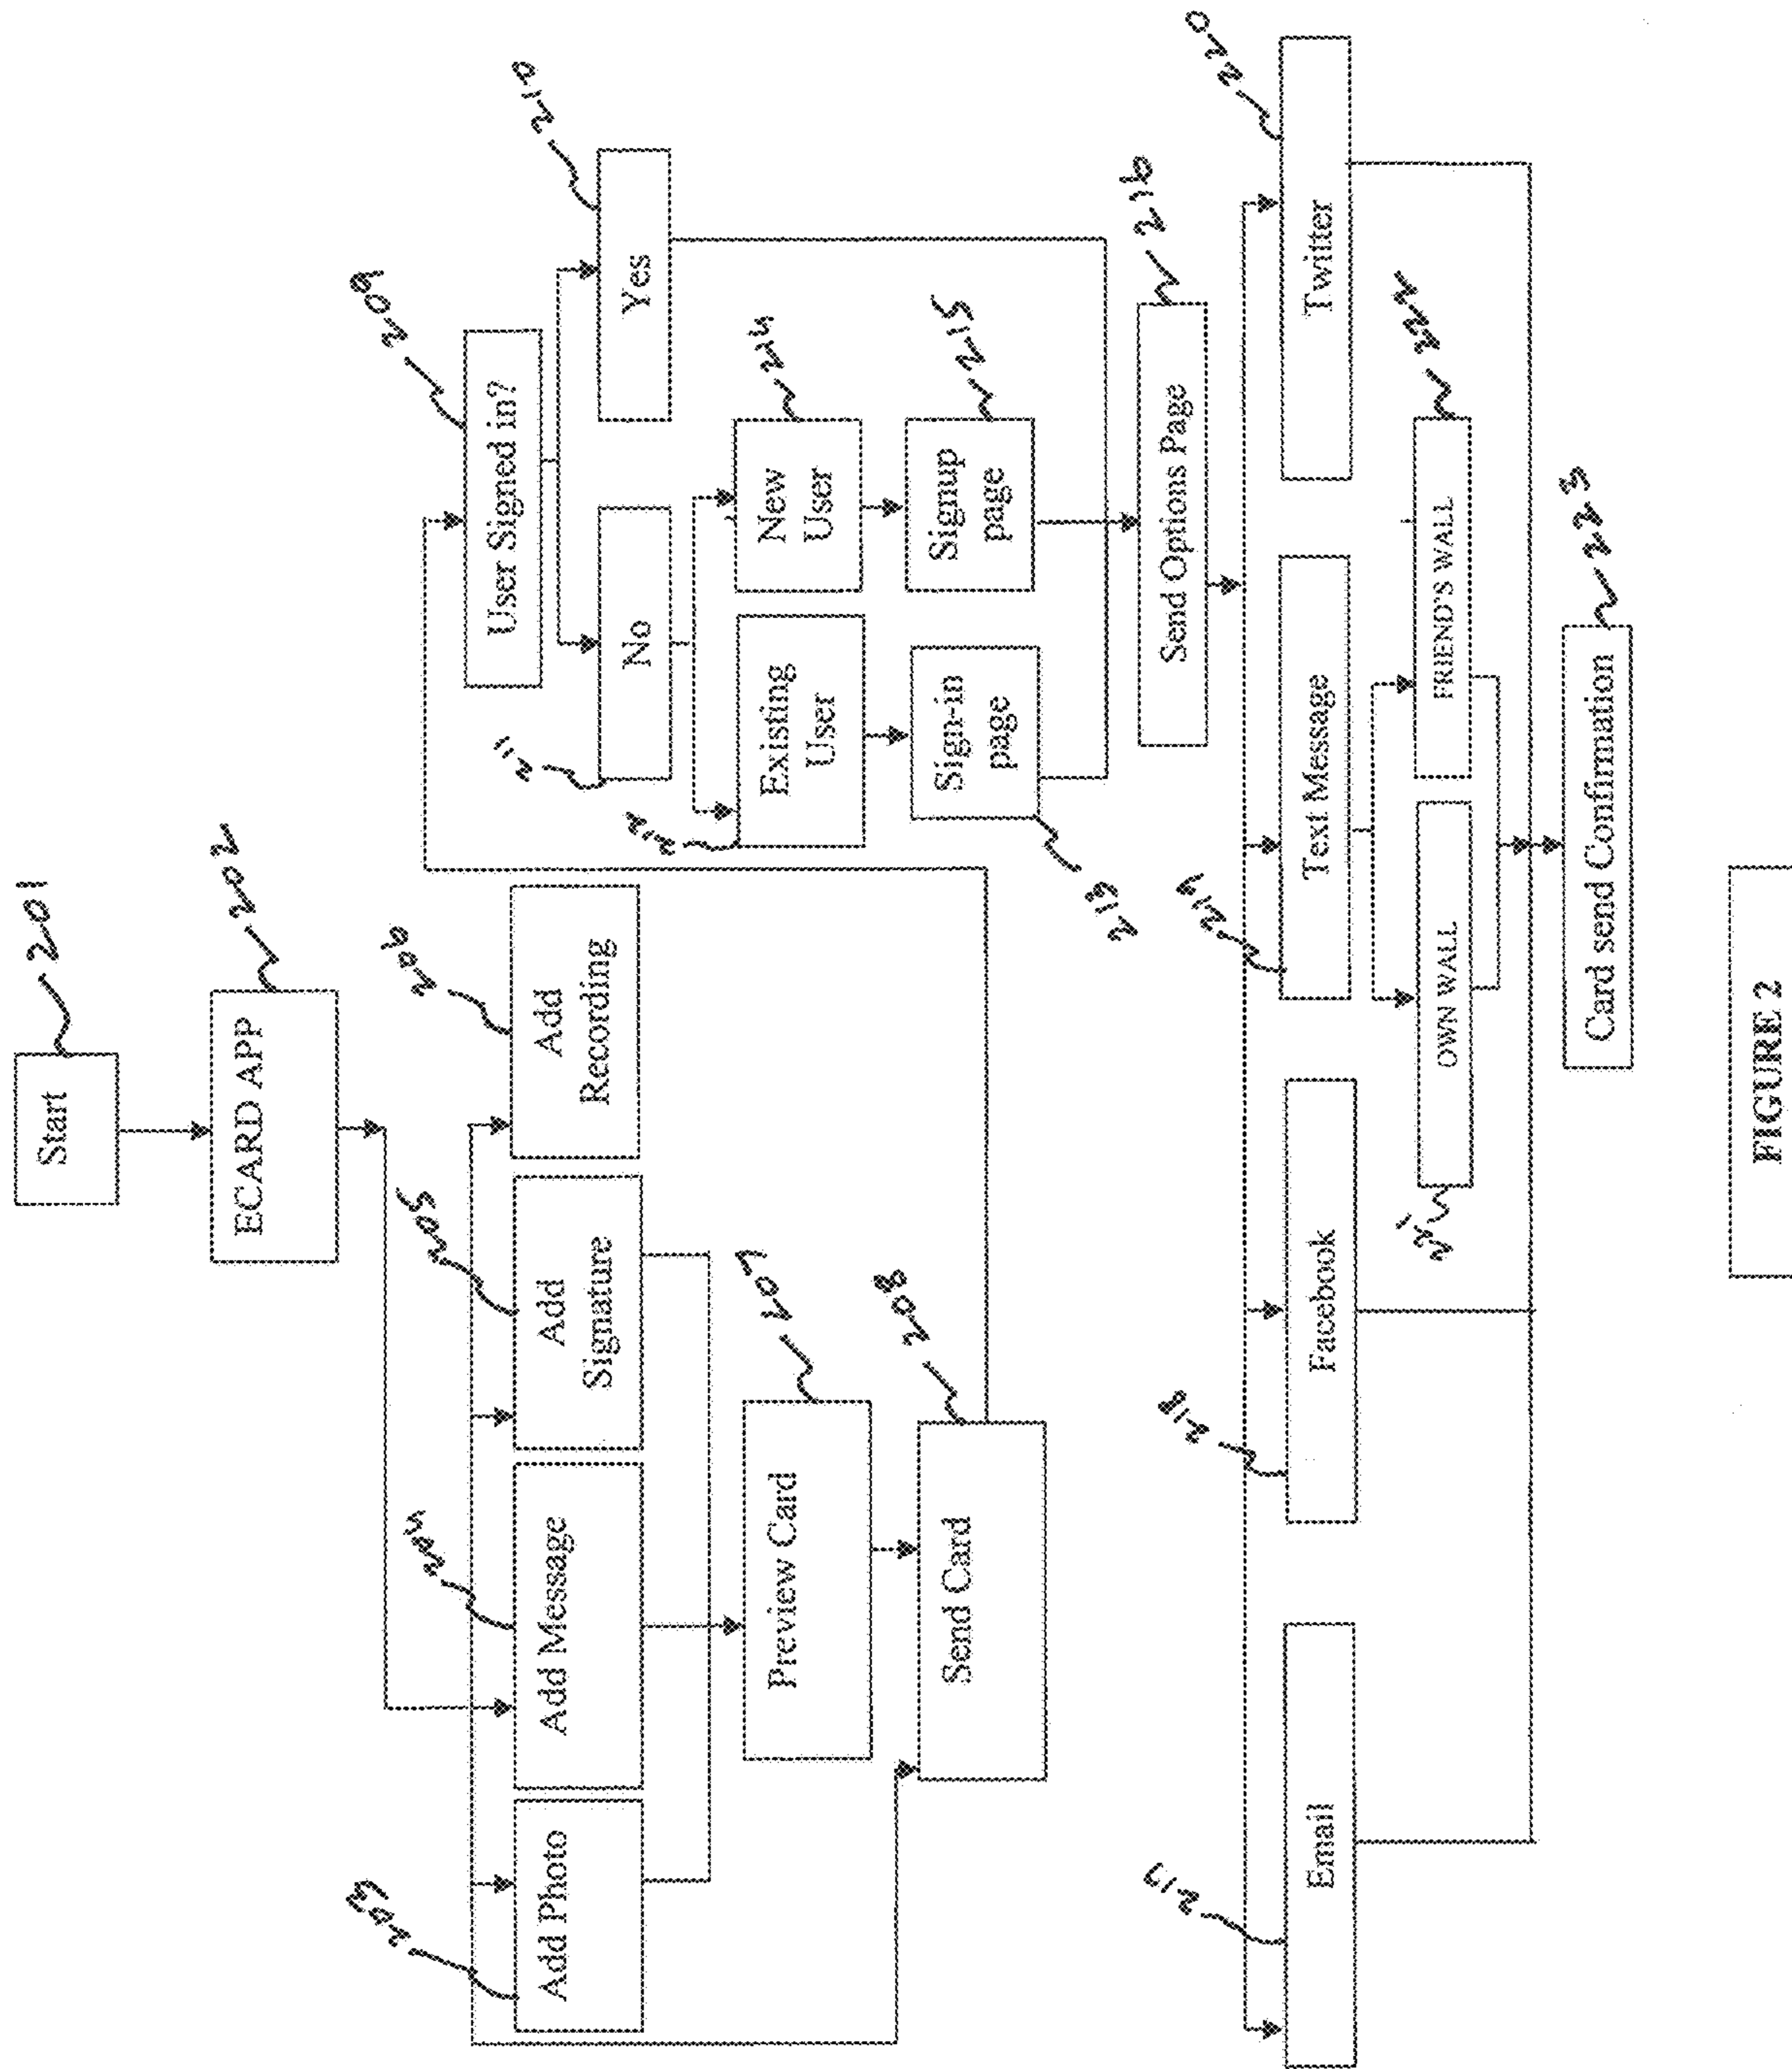 Start
201
ECARD APP
202
Add Photo
203
Add Message
204
Add
Signature
205
Add
Recording
206
Preview Card
207
Send Card
208
User Signed in?
209
Yes
210
No
211
Existing
User
212
Sign-in
page
213
New
User
214
Signup
page
215
Send Options Page
216
Email
217
Facebook
218
Text Message
219
Twitter
220
OWN WALL
221
FRIEND'S WALL
222
Card send Confirmation
223
FIGURE 2